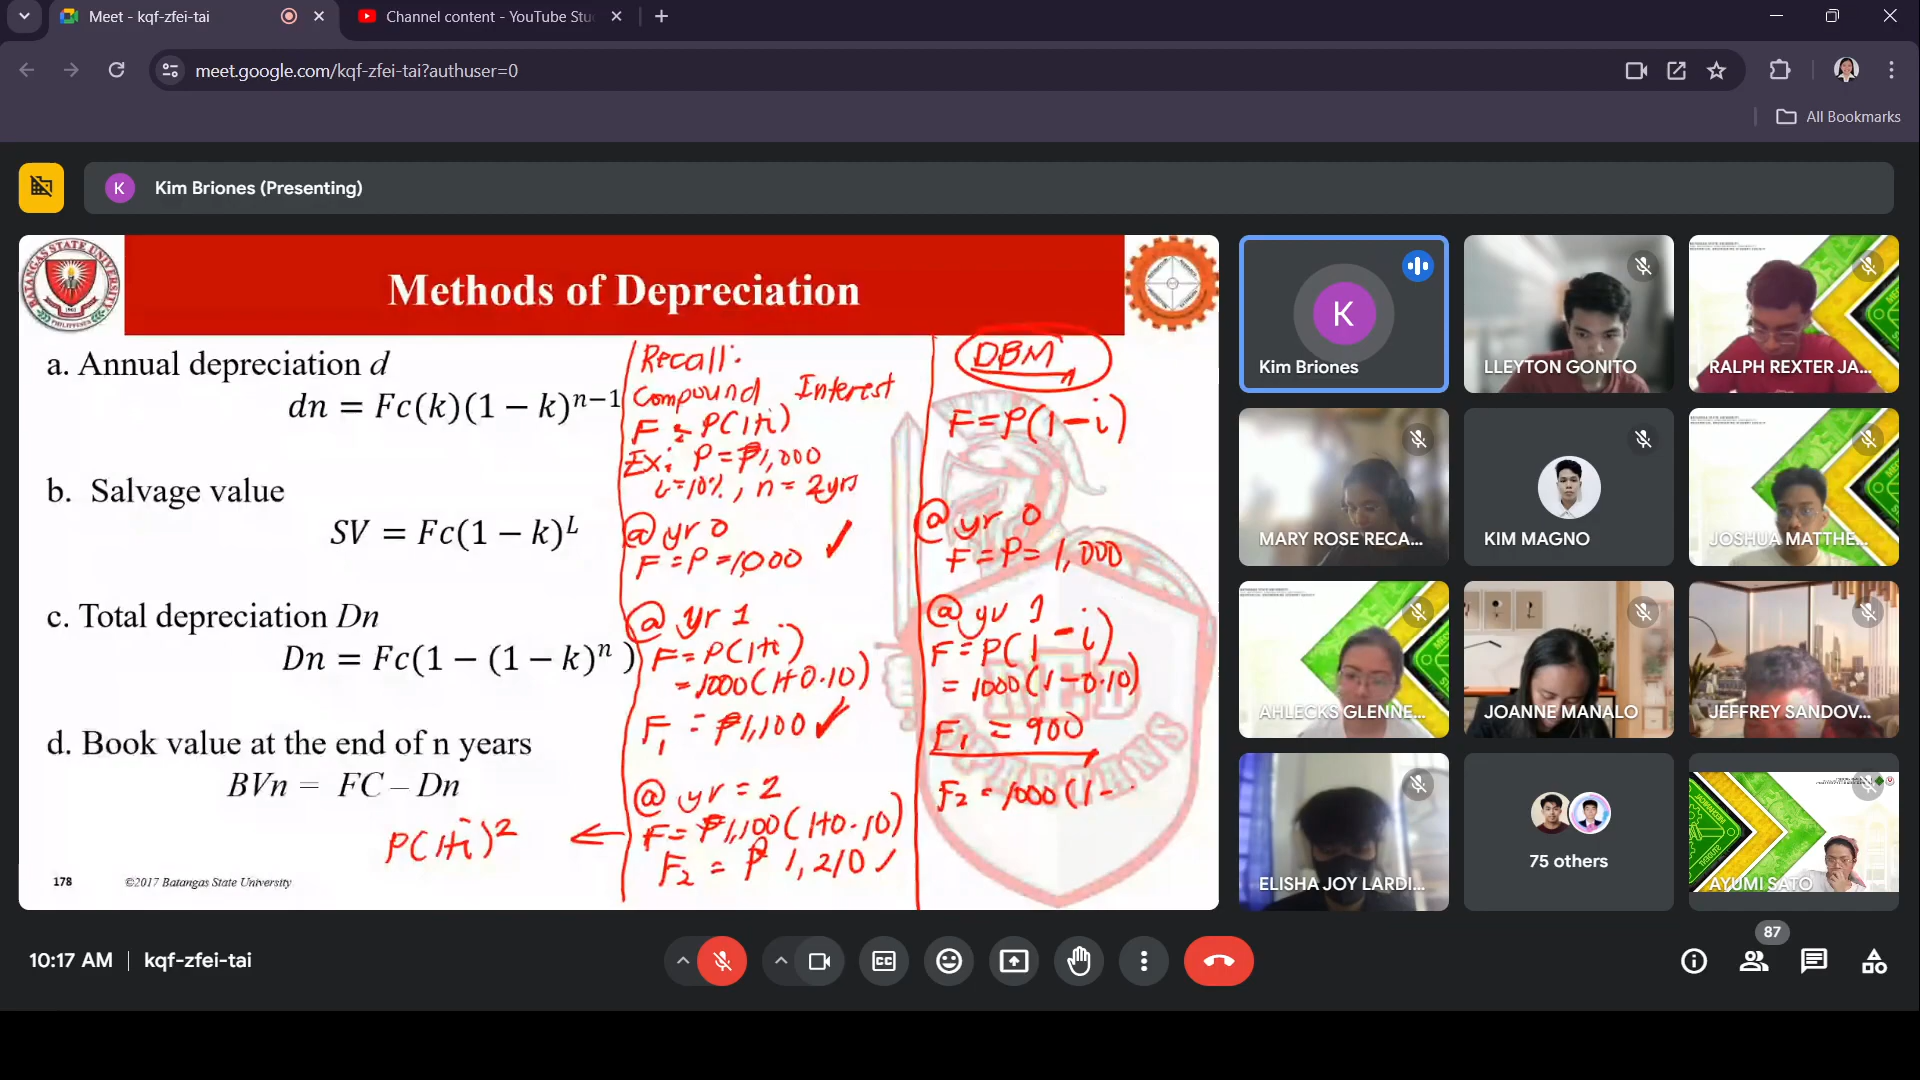 Meet - kqf-zfei-tai
Channel content - YouTube Stu
meet.google.com/kqf-zfei-tai?authuser=0
All Bookmarks
K
Kim Briones (Presenting)
BATANGAS STATE UNIVERSITY
PHILIPPINES
Methods of Depreciation
a. Annual depreciation d
dn = Fc(k)(1 − k)ⁿ⁻¹
b. Salvage value
SV = Fc(1 − k)ᴸ
c. Total depreciation Dn
Dn = Fc(1 − (1 − k)ⁿ )
d. Book value at the end of n years
BVn = FC – Dn
P(1+i)²
178
©2017 Batangas State University
Recall:
Compound Interest
F = P(1+i)
Ex: P = ₱1,000
i=10%, n = 2yrs
@ yr 0
F = P = 1,000 ✓
@ yr 1
F = P(1+i)
= 1000(1+0.10)
F₁ = ₱1,100 ✓
@ yr = 2
F = ₱1,100(1+0.10)
F₂ = ₱ 1,210 ✓
DBM
F = P(1-i)
@ yr 0
F = P = 1,000
@ yr 1
F = P(1-i)
= 1000(1-0.10)
F₁ = 900
F₂ = 1000(1-
K
Kim Briones
LLEYTON GONITO
RALPH REXTER JA...
MARY ROSE RECA...
KIM MAGNO
JOSHUA MATTHE...
AHLECKS GLENNE...
JOANNE MANALO
JEFFREY SANDOV...
ELISHA JOY LARDI...
75 others
AYUMI SATO
10:17 AM | kqf-zfei-tai
CC
87